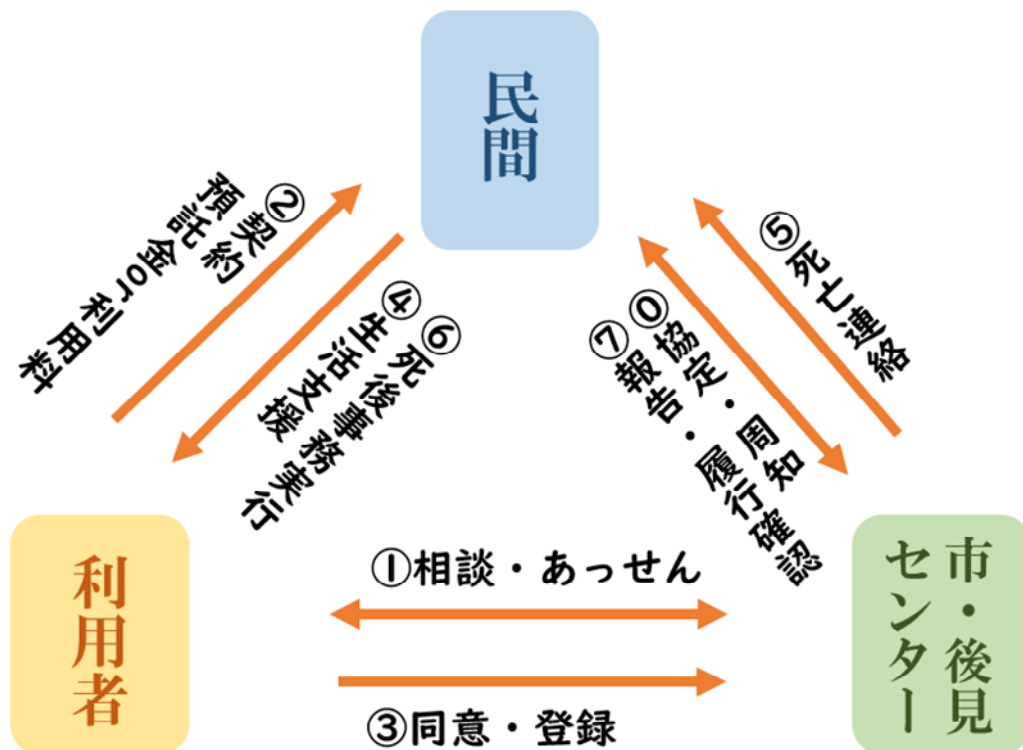 民間
②契約
預託金or利用料
⑥死後事務実行
④生活支援
⑤死亡連絡
⓪協定・周知
⑦報告・履行確認
①相談・あっせん
③同意・登録
利用者
市・後見
センター